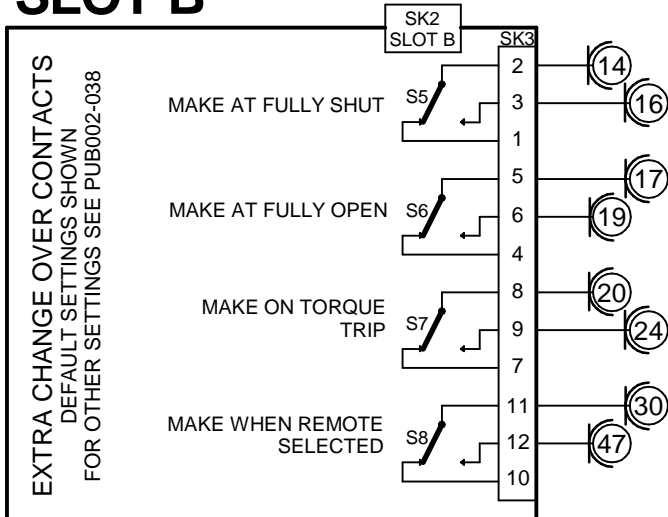 SLOT B
SK2
SLOT B
SK3
EXTRA CHANGE OVER CONTACTS
DEFAULT SETTINGS SHOWN
FOR OTHER SETTINGS SEE PUB002-038
MAKE AT FULLY SHUT
S5
2
14
3
16
1
MAKE AT FULLY OPEN
S6
5
17
6
19
4
MAKE ON TORQUE
TRIP
S7
8
20
9
24
7
MAKE WHEN REMOTE
SELECTED
S8
11
30
12
47
10